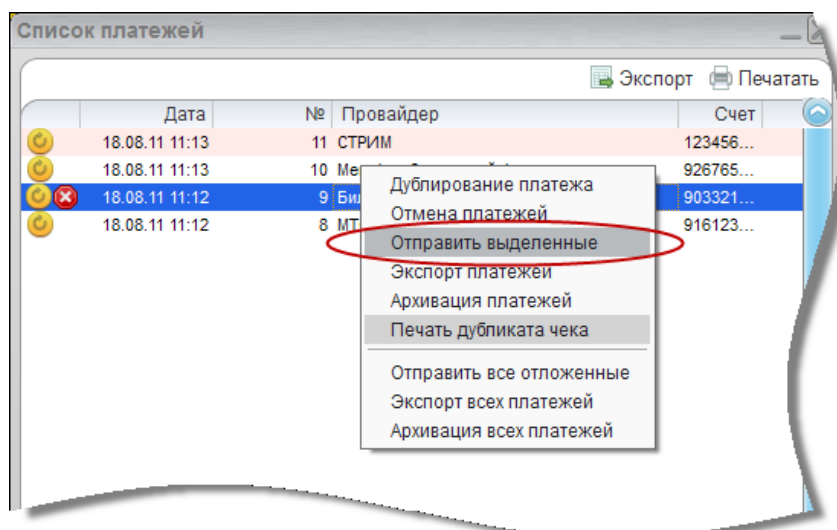 Список платежей
Экспорт Печатать
Дата № Провайдер Счет
18.08.11 11:13 11 СТРИМ 123456...
18.08.11 11:13 10 926765...
18.08.11 11:12 9 903321...
18.08.11 11:12 8 МТ 916123...
Дублирование платежа
Отмена платежей
Отправить выделенные
Экспорт платежей
Архивация платежей
Печать дубликата чека
Отправить все отложенные
Экспорт всех платежей
Архивация всех платежей